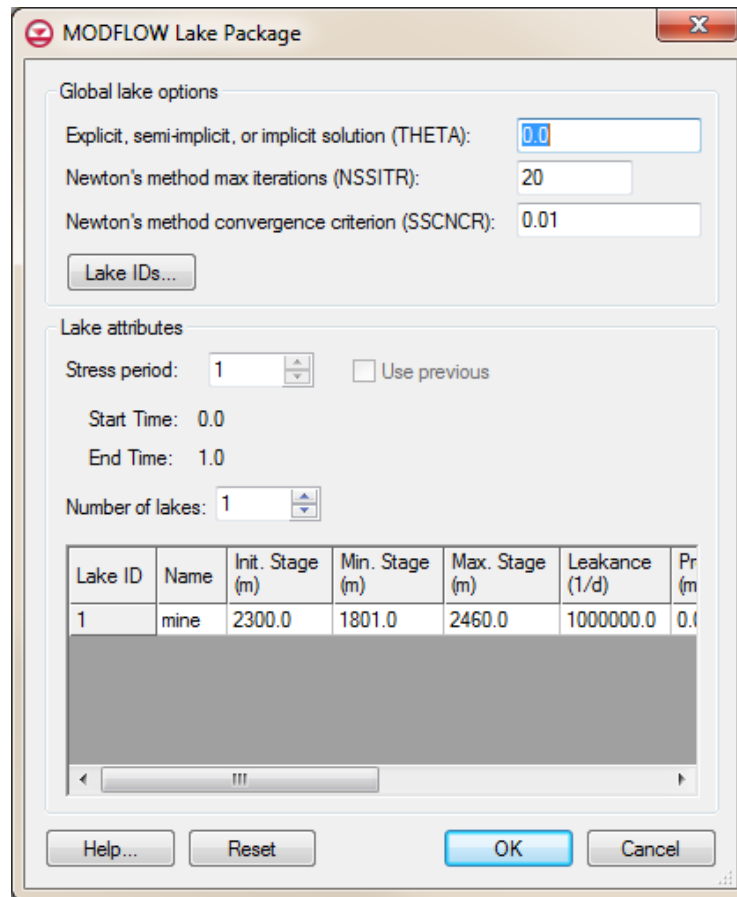 MODFLOW Lake Package
Global lake options
Explicit, semi-implicit, or implicit solution (THETA): 0.0
Newton's method max iterations (NSSITR): 20
Newton's method convergence criterion (SSCNCR): 0.01
Lake IDs...
Lake attributes
Stress period: 1 Use previous
Start Time: 0.0
End Time: 1.0
Number of lakes: 1
Lake ID Name Init. Stage (m) Min. Stage (m) Max. Stage (m) Leakance (1/d)
1 mine 2300.0 1801.0 2460.0 1000000.0
Help... Reset OK Cancel